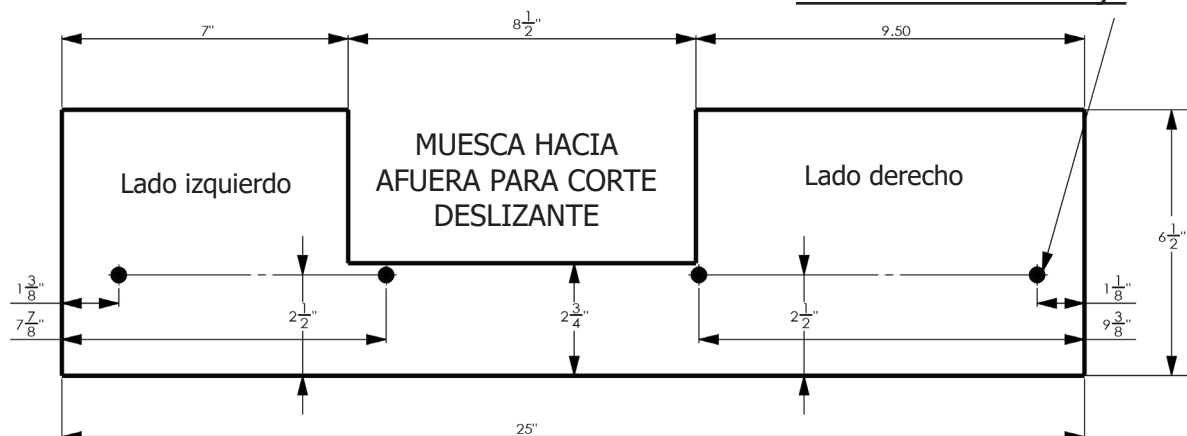 7"
8 1/2"
9.50
MUESCA HACIA
AFUERA PARA CORTE
DESLIZANTE
Lado izquierdo
Lado derecho
6 1/2"
1 3/8"
7 7/8"
2 1/2"
2 3/4"
2 1/2"
1 1/8"
9 3/8"
25"